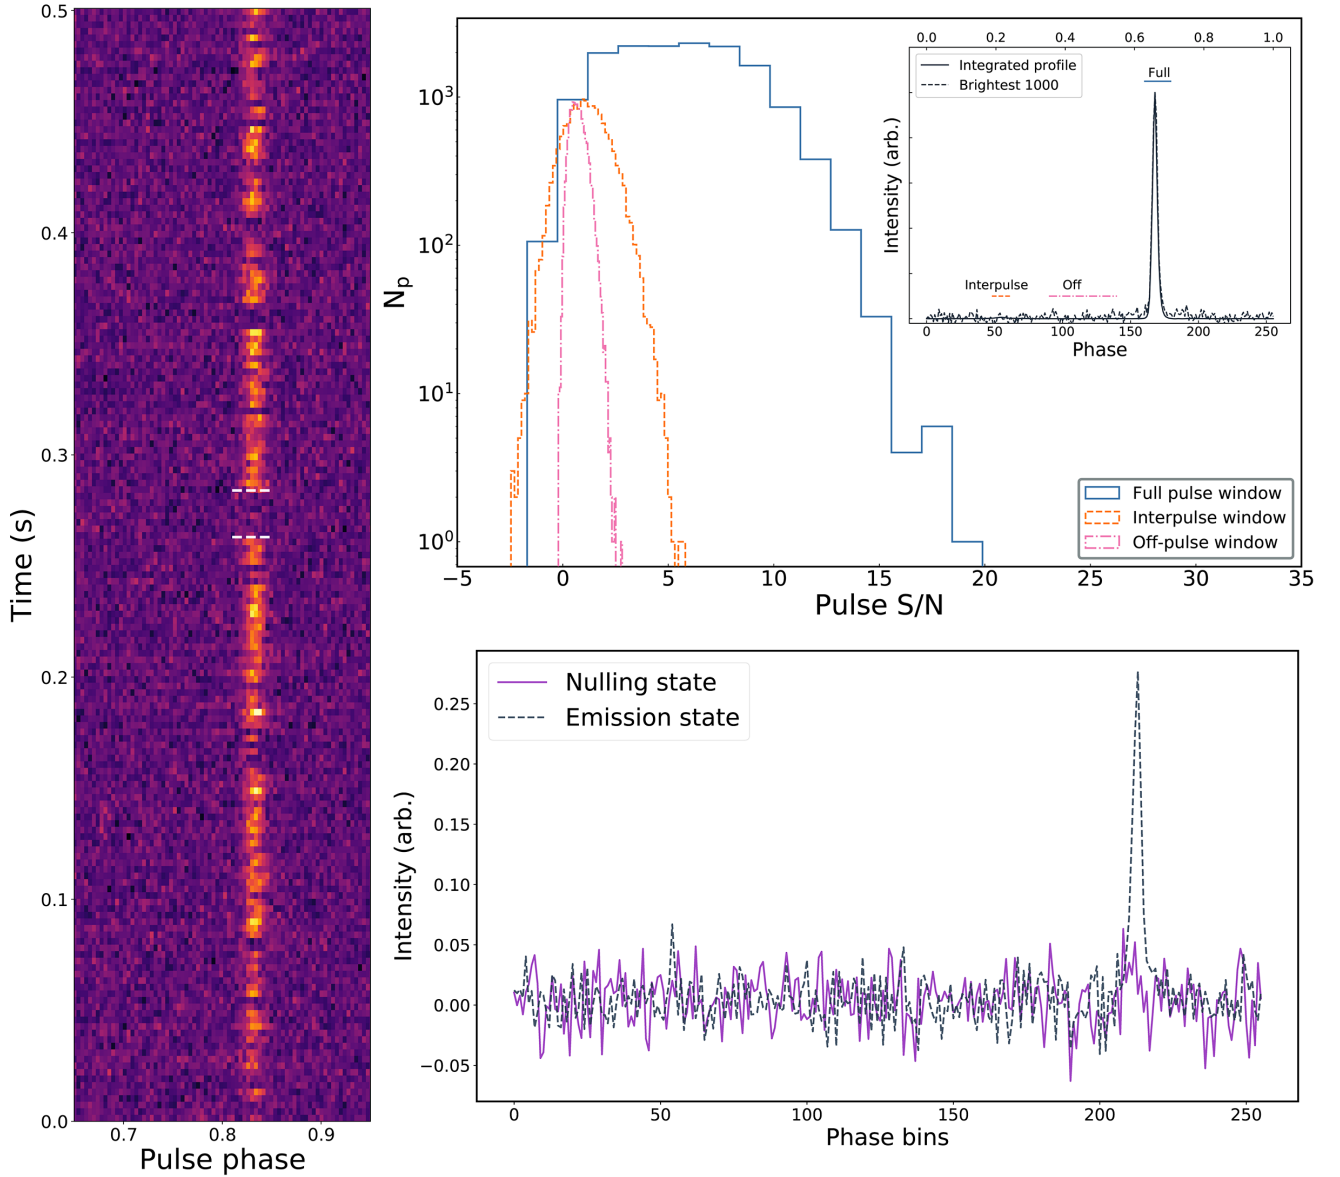 0.5
0.4
0.3
0.2
0.1
0.0
Time (s)
0.7 0.8 0.9
Pulse phase
10³
10²
10¹
10⁰
Nₚ
−5 0 5 10 15 20 25 30 35
Pulse S/N
Full pulse window
Interpulse window
Off-pulse window
0.0 0.2 0.4 0.6 0.8 1.0
Integrated profile
Brightest 1000
Full
Interpulse
Off
Intensity (arb.)
0 50 100 150 200 250
Phase
Nulling state
Emission state
0.25
0.20
0.15
0.10
0.05
0.00
−0.05
Intensity (arb.)
0 50 100 150 200 250
Phase bins